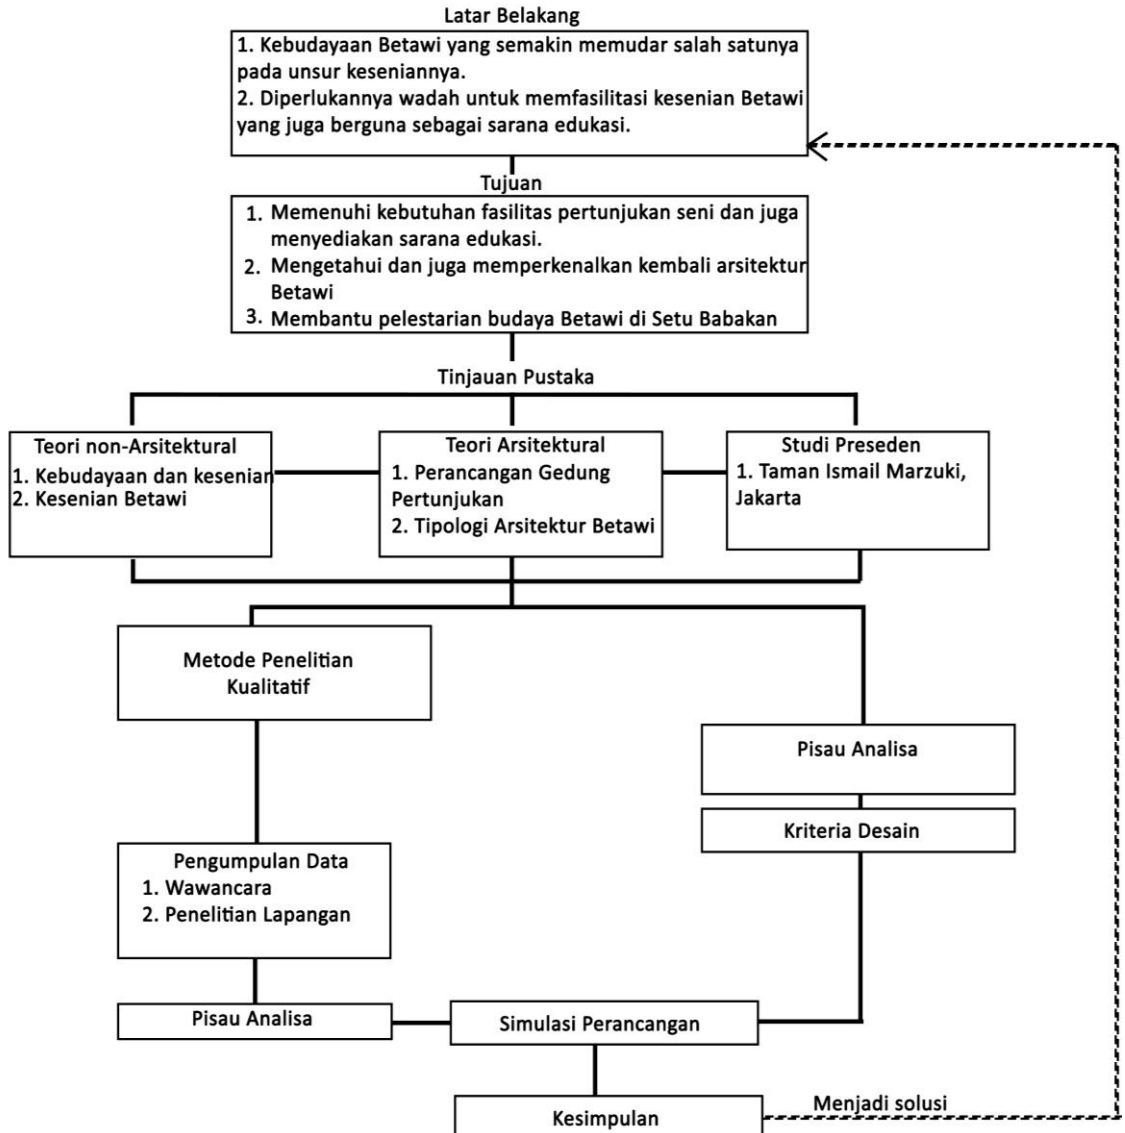 Latar Belakang
1. Kebudayaan Betawi yang semakin memudar salah satunya
pada unsur keseniannya.
2. Diperlukannya wadah untuk memfasilitasi kesenian Betawi
yang juga berguna sebagai sarana edukasi.
Tujuan
1. Memenuhi kebutuhan fasilitas pertunjukan seni dan juga
menyediakan sarana edukasi.
2. Mengetahui dan juga memperkenalkan kembali arsitektur
Betawi
3. Membantu pelestarian budaya Betawi di Setu Babakan
Tinjauan Pustaka
Teori non-Arsitektural
1. Kebudayaan dan kesenian
2. Kesenian Betawi
Teori Arsitektural
1. Perancangan Gedung
Pertunjukan
2. Tipologi Arsitektur Betawi
Studi Preseden
1. Taman Ismail Marzuki,
Jakarta
Metode Penelitian
Kualitatif
Pisau Analisa
Kriteria Desain
Pengumpulan Data
1. Wawancara
2. Penelitian Lapangan
Pisau Analisa
Simulasi Perancangan
Kesimpulan
Menjadi solusi